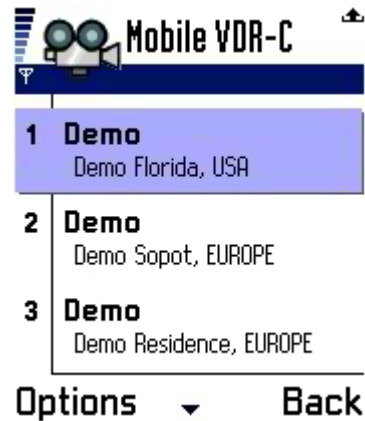 Mobile VDR-C
1 Demo
Demo Florida, USA
2 Demo
Demo Sopot, EUROPE
3 Demo
Demo Residence, EUROPE
Options Back